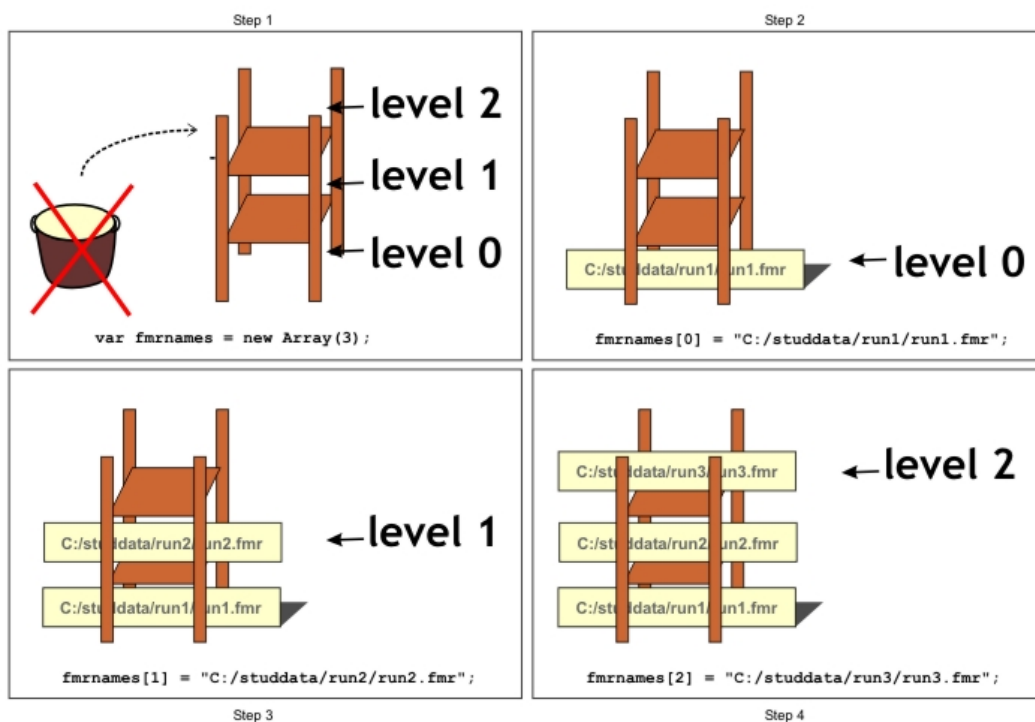 Step 1
level 2
level 1
level 0
var fmrnames = new Array(3);
Step 2
C:/studdata/run1/run1.fmr
level 0
fmrnames[0] = "C:/studdata/run1/run1.fmr";
C:/studdata/run2/run2.fmr
level 1
C:/studdata/run1/run1.fmr
fmrnames[1] = "C:/studdata/run2/run2.fmr";
Step 3
C:/studdata/run3/run3.fmr
level 2
C:/studdata/run2/run2.fmr
C:/studdata/run1/run1.fmr
fmrnames[2] = "C:/studdata/run3/run3.fmr";
Step 4